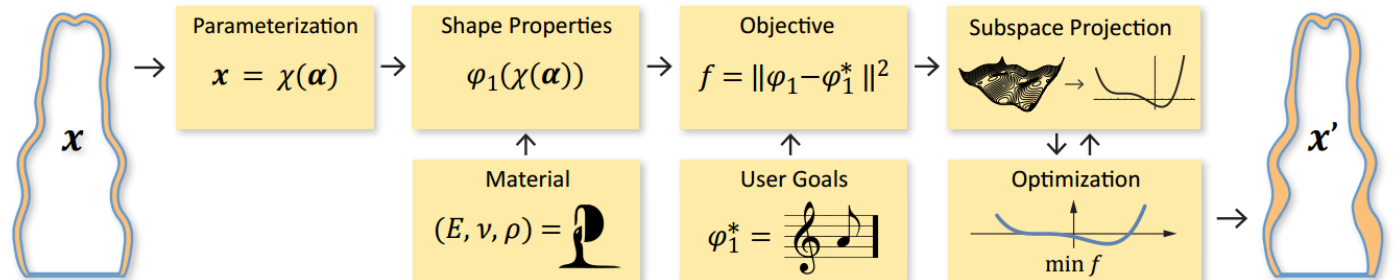 x
Parameterization
x = χ(α)
Shape Properties
φ₁(χ(α))
Objective
f = ‖φ₁−φ₁*‖²
Subspace Projection
Material
(E, ν, ρ) =
User Goals
φ₁* =
Optimization
min f
x’